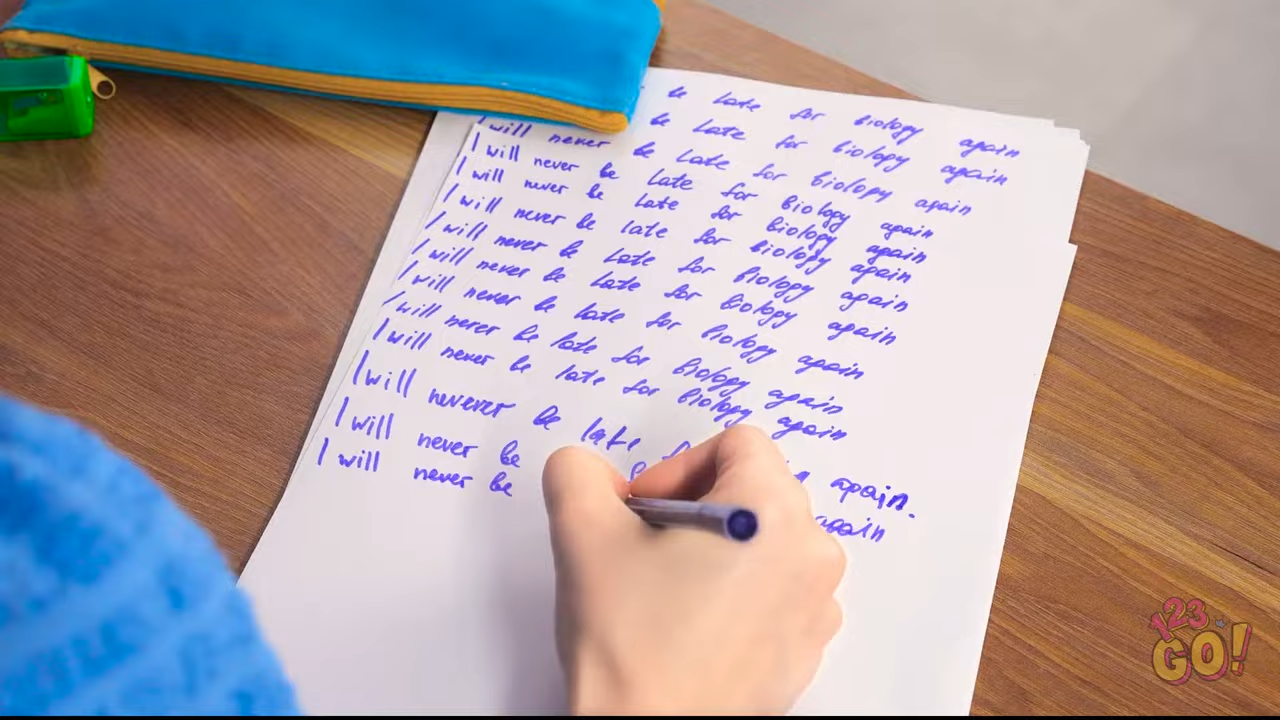 be late for biology again
be late for biology again
I will never be late for biology again
I will never be late for biology again
I will never be late for biology again
I will never be late for biology again
I will never be late for biology again
I will never be late for biology again
I will never be late for biology again
I will never be late for biology again
I will never be late for biology again
I will neverer be late again.
I will never be again
I will never be
123 GO!